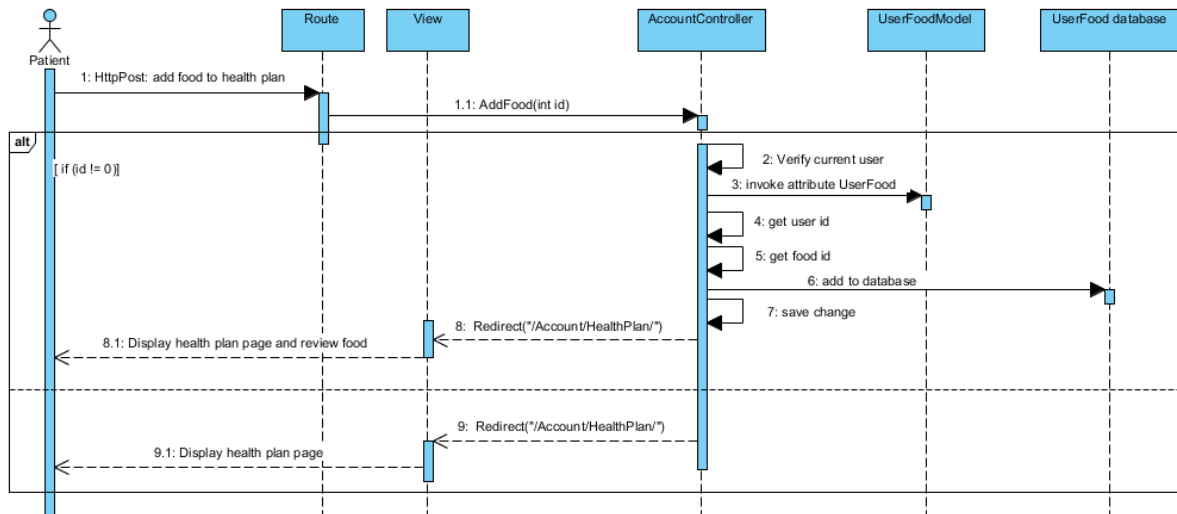 Route
View
AccountController
UserFoodModel
UserFood database
Patient
1: HttpPost: add food to health plan
1.1: AddFood(int id)
alt
[ if (id != 0)]
2: Verify current user
3: invoke attribute UserFood
4: get user id
5: get food id
6: add to database
7: save change
8: Redirect("/Account/HealthPlan/")
8.1: Display health plan page and review food
9: Redirect("/Account/HealthPlan/")
9.1: Display health plan page